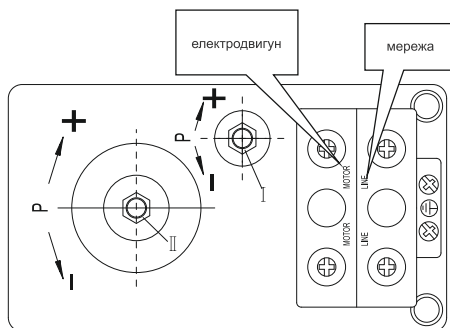 електродвигун
мережа
+
+
P
P
-
-
I
II
MOTOR
LINE
MOTOR
LINE